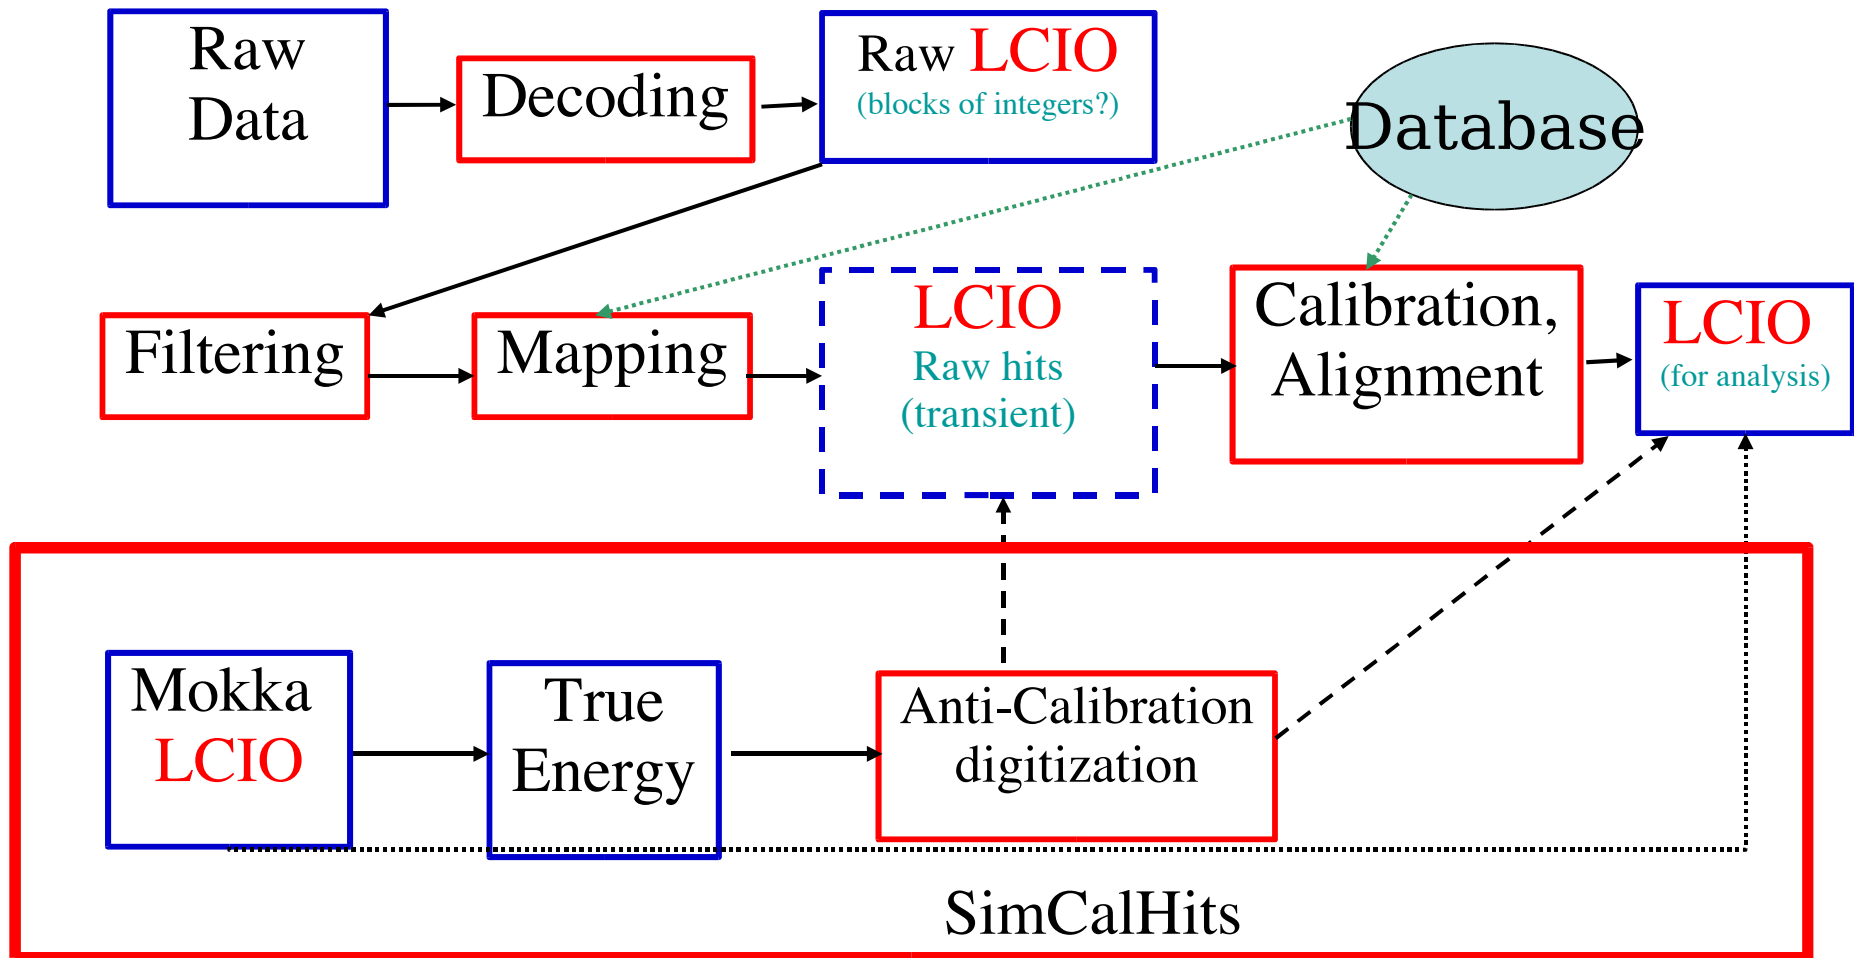 Raw
Data
Decoding
Raw LCIO
(blocks of integers?)
Database
Filtering
Mapping
LCIO
Raw hits
(transient)
Calibration,
Alignment
LCIO
(for analysis)
Mokka
LCIO
True
Energy
Anti-Calibration
digitization
SimCalHits